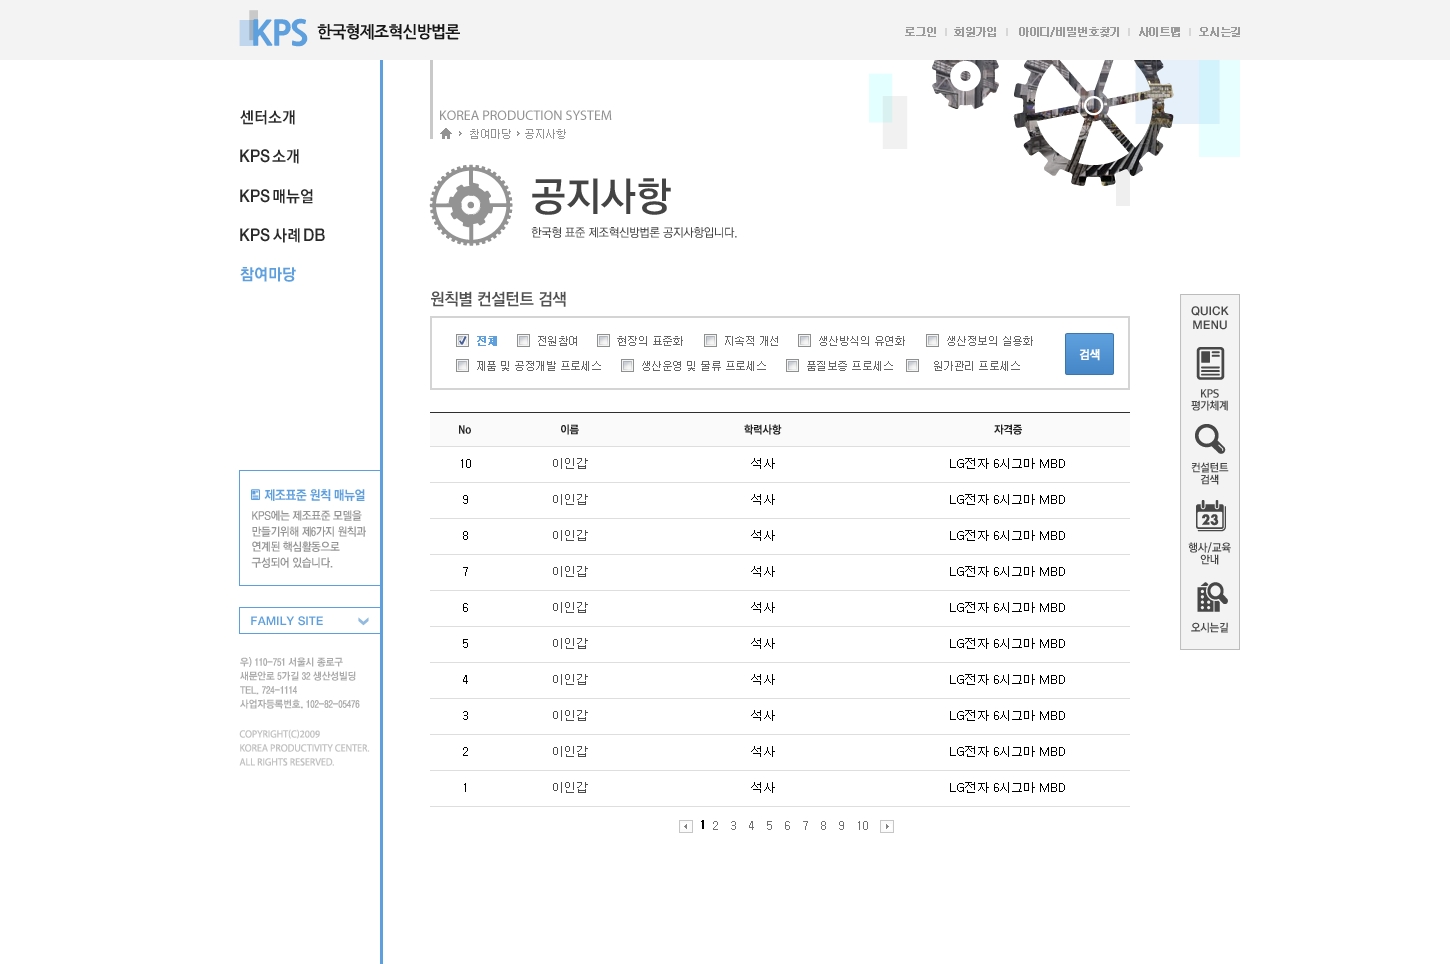 KPS 한국형제조혁신방법론
로그인 회원가입 아이디/비밀번호찾기 사이트맵 오시는길
센터소개
KPS 소개
KPS 매뉴얼
KPS 사례 DB
참여마당
KOREA PRODUCTION SYSTEM
참여마당 공지사항
공지사항
한국형 표준 제조혁신방법론 공지사항입니다.
원칙별 컨설턴트 검색
전체 전원참여 현장의 표준화 지속적 개선 생산방식의 유연화 생산정보의 실용화
제품 및 공정개발 프로세스 생산운영 및 물류 프로세스 품질보증 프로세스 원가관리 프로세스
검색
No 이름 학력사항 자격증
10 이인갑 석사 LG전자 6시그마 MBD
9 이인갑 석사 LG전자 6시그마 MBD
8 이인갑 석사 LG전자 6시그마 MBD
7 이인갑 석사 LG전자 6시그마 MBD
6 이인갑 석사 LG전자 6시그마 MBD
5 이인갑 석사 LG전자 6시그마 MBD
4 이인갑 석사 LG전자 6시그마 MBD
3 이인갑 석사 LG전자 6시그마 MBD
2 이인갑 석사 LG전자 6시그마 MBD
1 이인갑 석사 LG전자 6시그마 MBD
1 2 3 4 5 6 7 8 9 10
제조표준 원칙 매뉴얼
KPS에는 제조표준 모델을
만들기위해 제6가지 원칙과
연계된 핵심활동으로
구성되어 있습니다.
FAMILY SITE
우) 110-751 서울시 종로구
새문안로 5가길 32 생산성빌딩
TEL. 724-1114
사업자등록번호. 102-82-05476
COPYRIGHT(C)2009
KOREA PRODUCTIVITY CENTER.
ALL RIGHTS RESERVED.
QUICK
MENU
KPS
평가체계
컨설턴트
검색
23
행사/교육
안내
오시는길